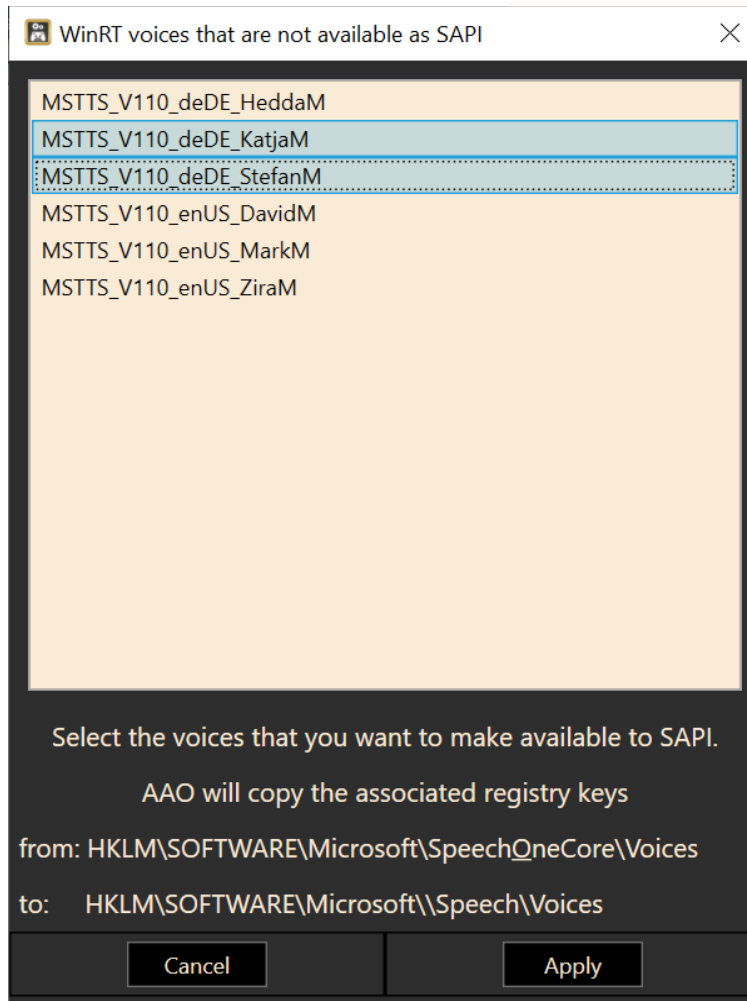 WinRT voices that are not available as SAPI
MSTTS_V110_deDE_HeddaM
MSTTS_V110_deDE_KatjaM
MSTTS_V110_deDE_StefanM
MSTTS_V110_enUS_DavidM
MSTTS_V110_enUS_MarkM
MSTTS_V110_enUS_ZiraM
Select the voices that you want to make available to SAPI.
AAO will copy the associated registry keys
from: HKLM\SOFTWARE\Microsoft\SpeechOneCore\Voices
to: HKLM\SOFTWARE\Microsoft\\Speech\Voices
Cancel Apply